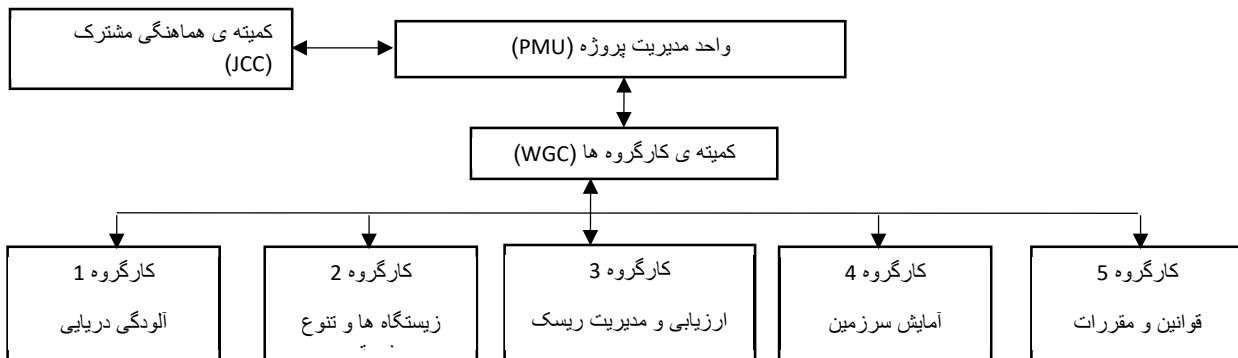 کمیته ی هماهنگی مشترک
(JCC)
واحد مدیریت پروژه (PMU)
کمیته ی کارگروه ها (WGC)
کارگروه 1
آلودگی دریایی
کارگروه 2
زیستگاه ها و تنوع
کارگروه 3
ارزیابی و مدیریت ریسک
کارگروه 4
آمایش سرزمین
کارگروه 5
قوانین و مقررات